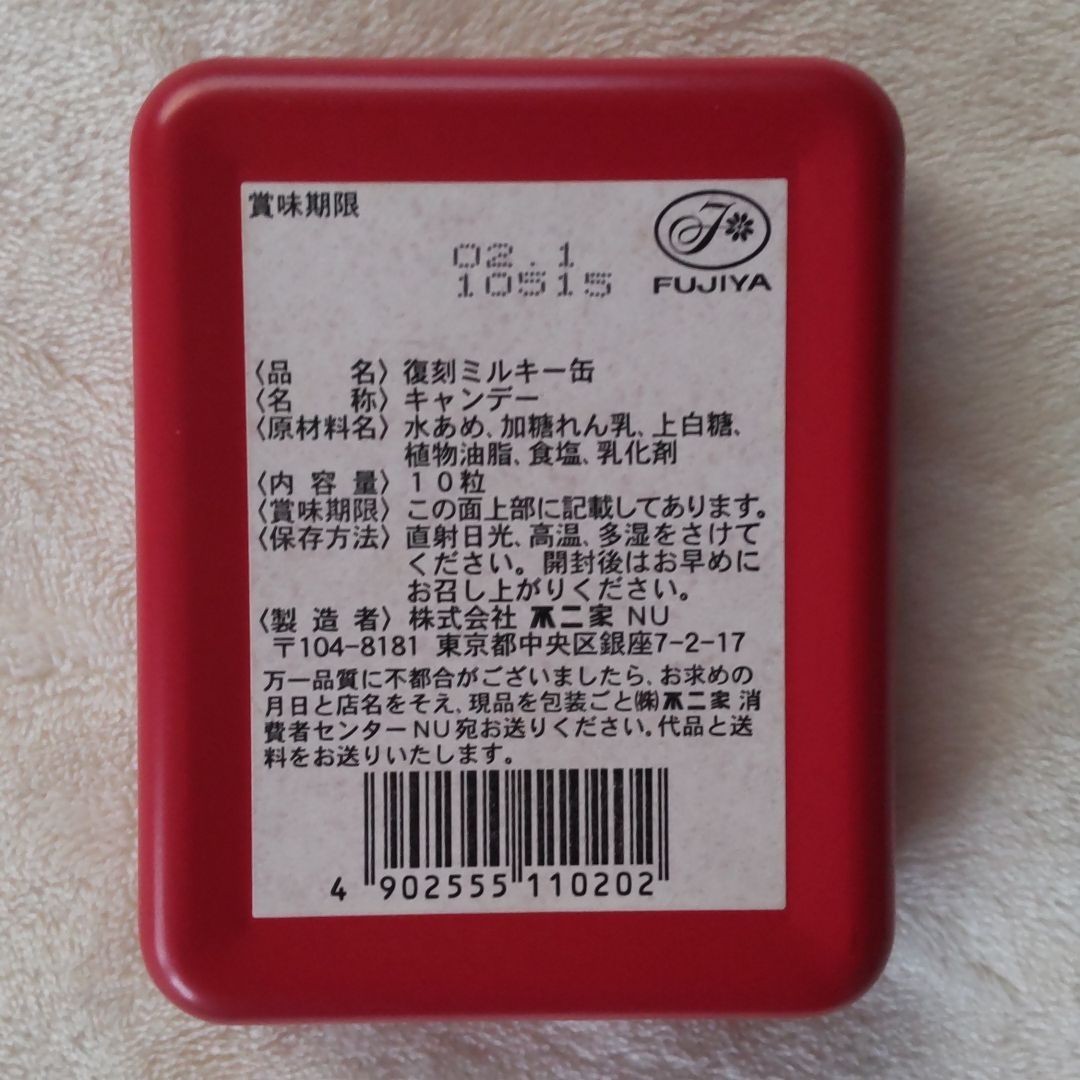 賞味期限
02.1
10515
FUJIYA
〈品　　名〉復刻ミルキー缶
〈名　　称〉キャンデー
〈原材料名〉水あめ、加糖れん乳、上白糖、
植物油脂、食塩、乳化剤
〈内 容 量〉10粒
〈賞味期限〉この面上部に記載してあります。
〈保存方法〉直射日光、高温、多湿をさけて
ください。開封後はお早めに
お召し上がりください。
〈製 造 者〉株式会社 不二家 NU
〒104-8181 東京都中央区銀座7-2-17
万一品質に不都合がございましたら、お求めの
月日と店名をそえ、現品を包装ごと㈱不二家 消
費者センターNU宛お送りください。代品と送
料をお送りいたします。
4 902555 110202